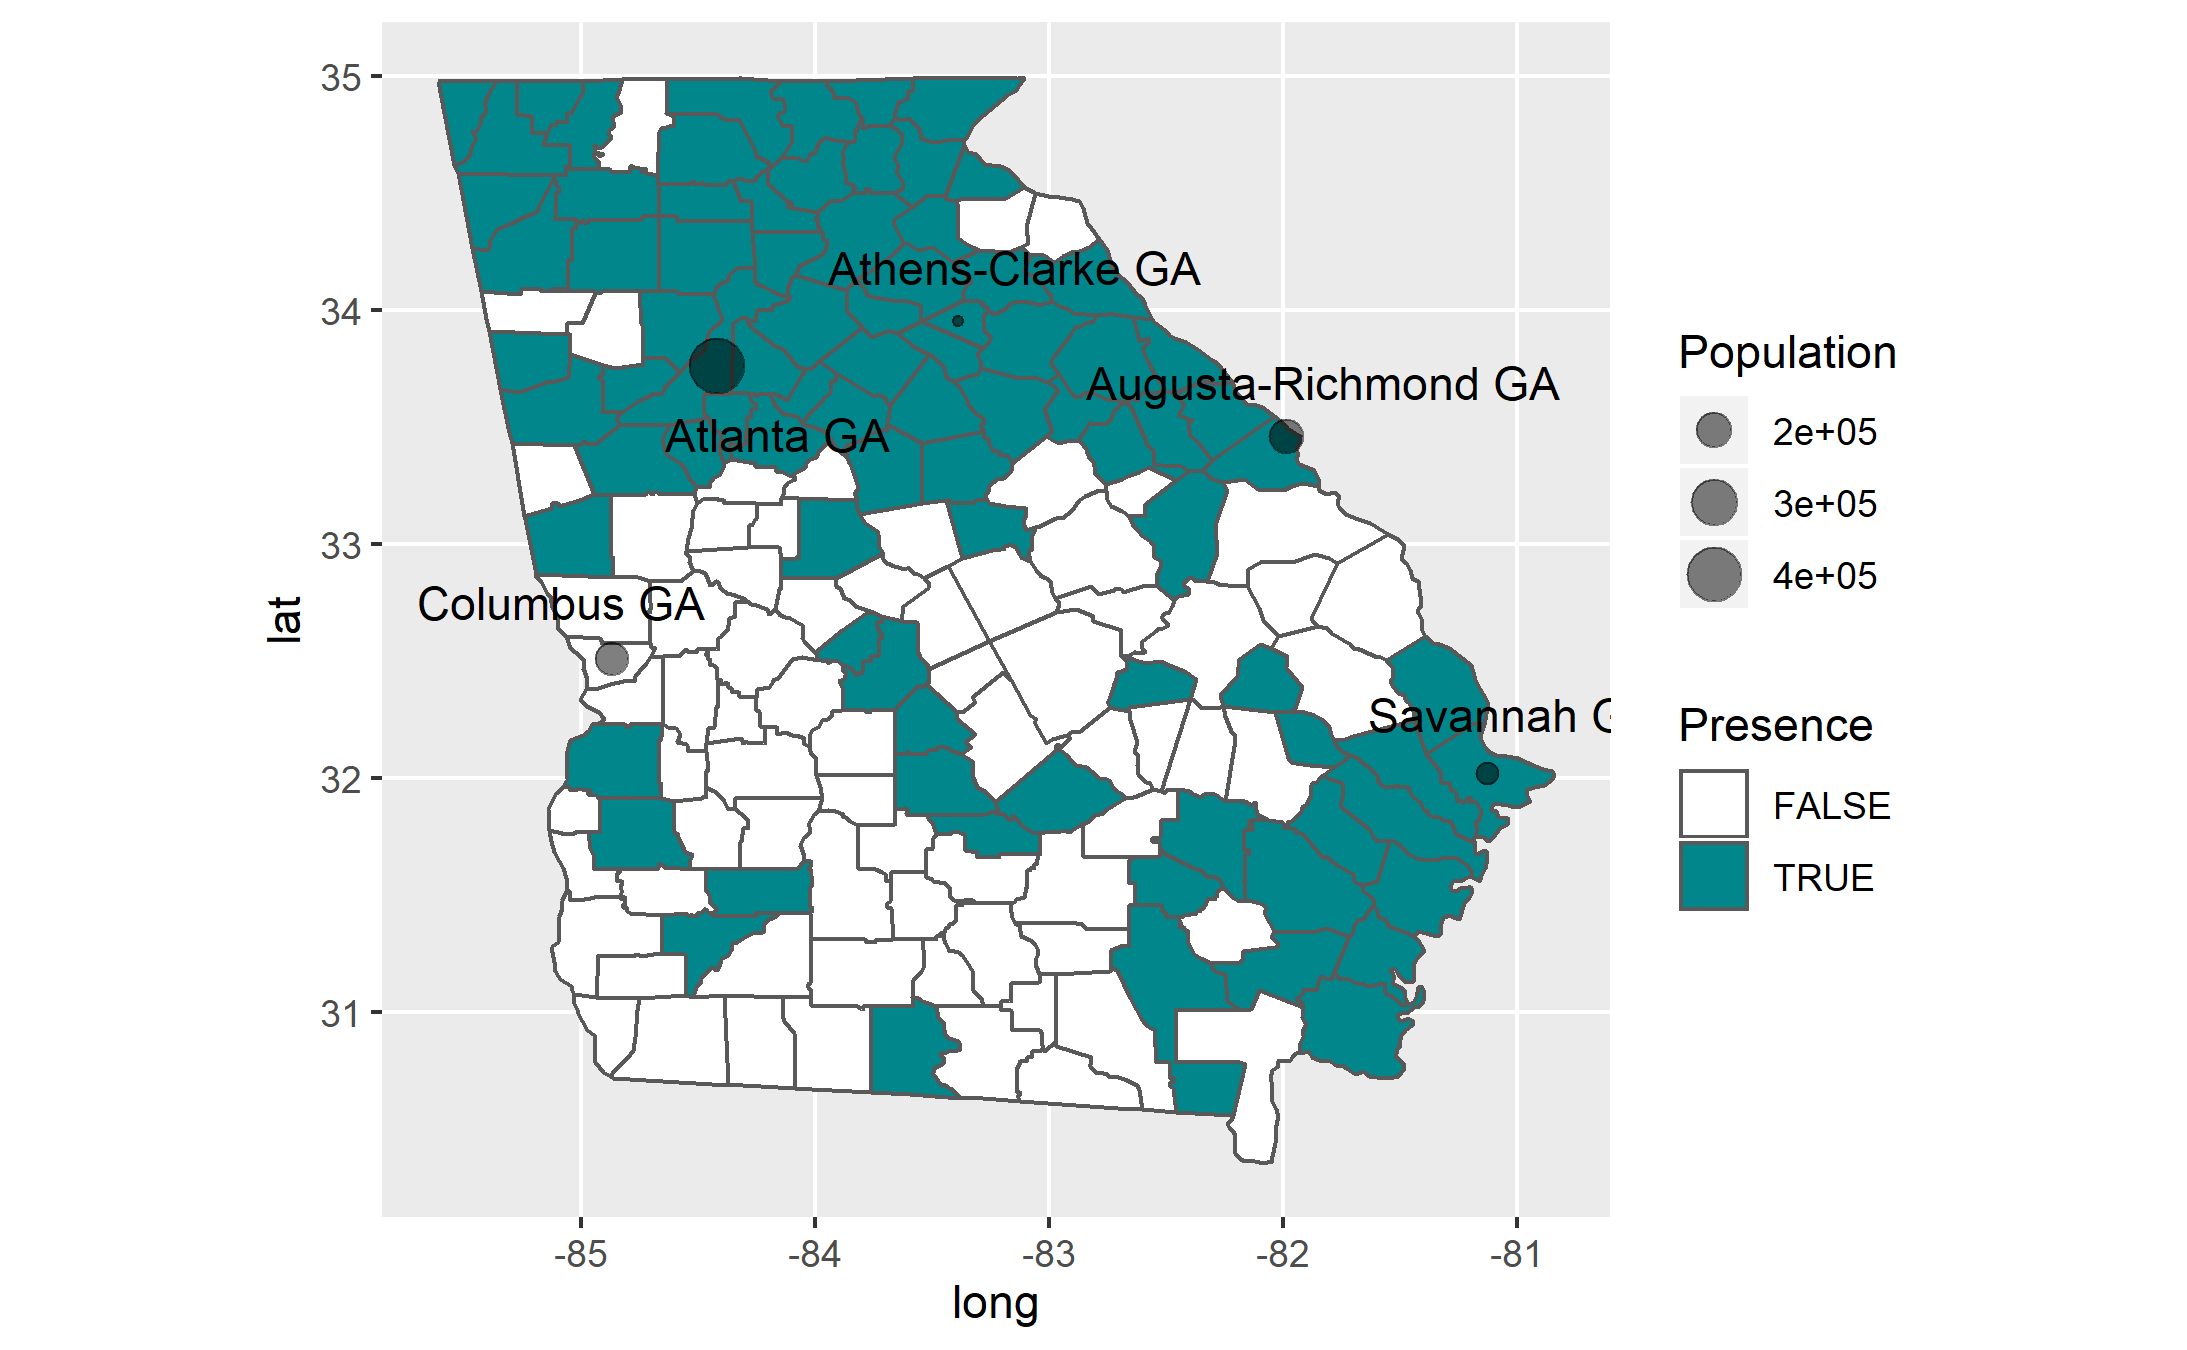 35
34
33
32
31
lat
Athens-Clarke GA
Augusta-Richmond GA
Atlanta GA
Columbus GA
Savannah G
-85
-84
-83
-82
-81
long
Population
2e+05
3e+05
4e+05
Presence
FALSE
TRUE